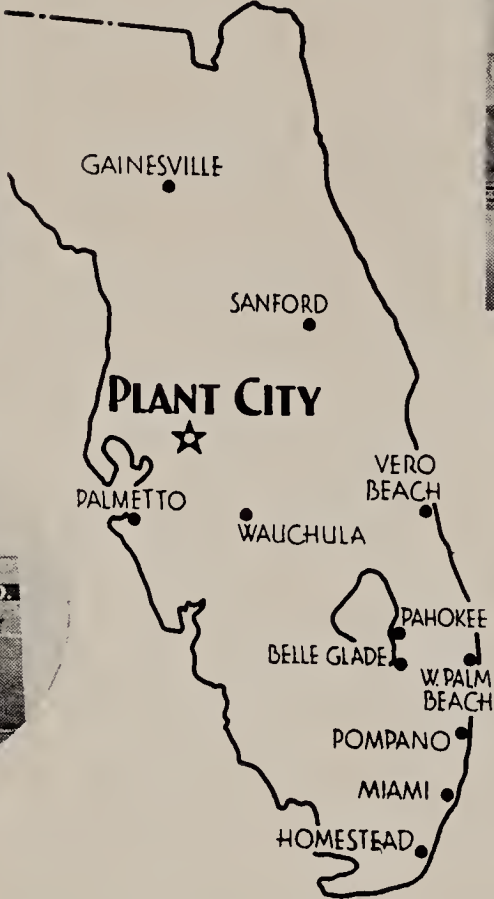 GAINESVILLE
SANFORD
PLANT CITY
VERO
BEACH
PALMETTO
WAUCHULA
PAHOKEE
BELLE GLADE
W. PALM
BEACH
POMPANO
MIAMI
HOMESTEAD